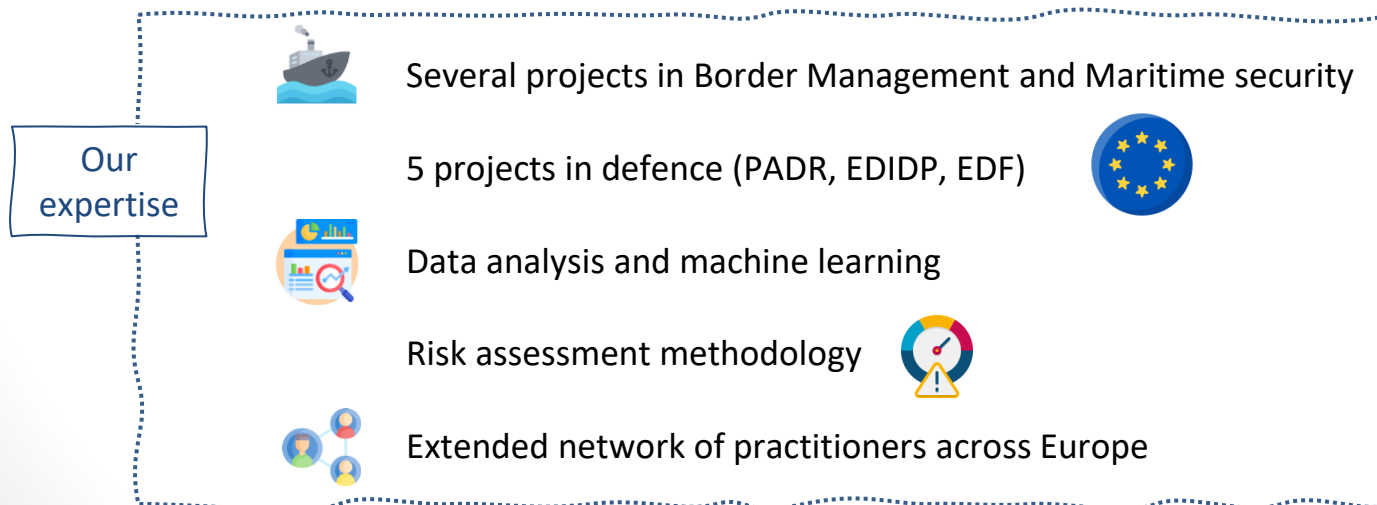 Several projects in Border Management and Maritime security
Our
expertise
5 projects in defence (PADR, EDIDP, EDF)
Data analysis and machine learning
Risk assessment methodology
Extended network of practitioners across Europe